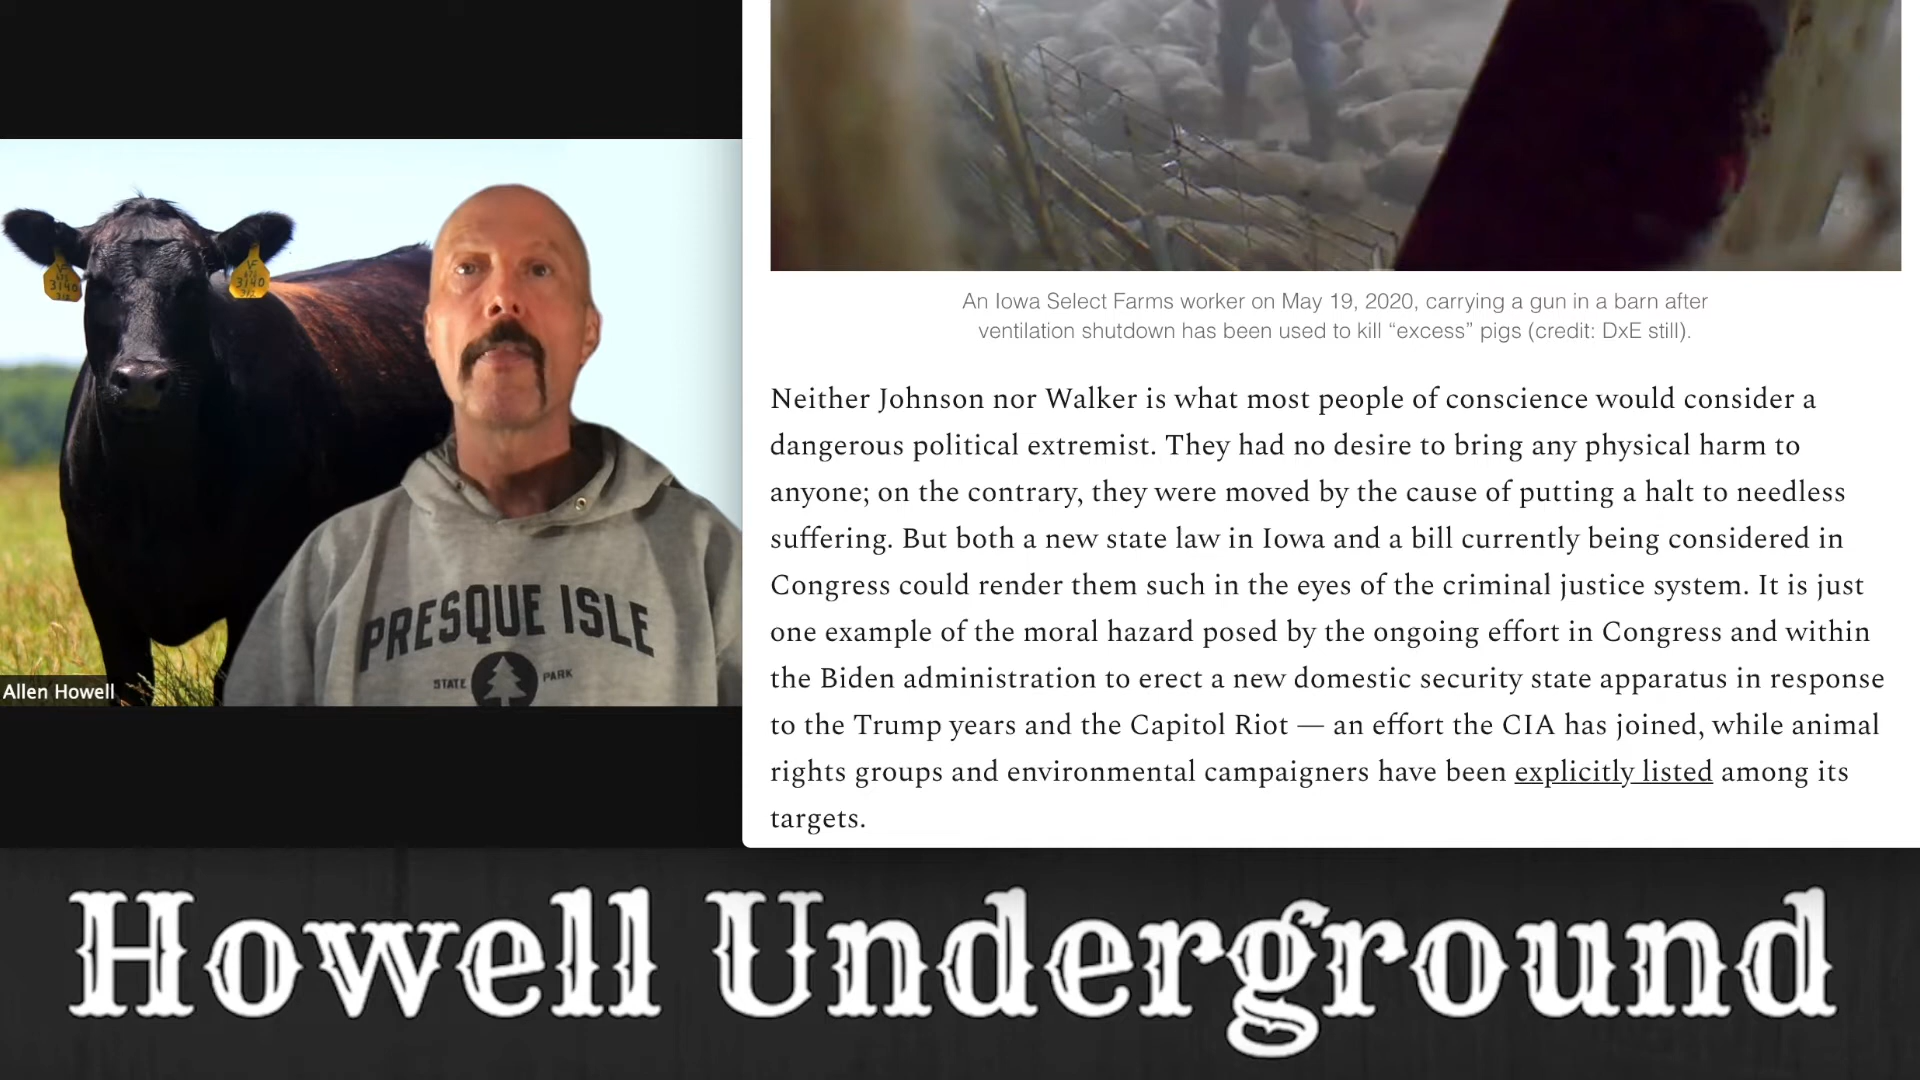 An Iowa Select Farms worker on May 19, 2020, carrying a gun in a barn after
ventilation shutdown has been used to kill “excess” pigs (credit: DxE still).
Neither Johnson nor Walker is what most people of conscience would consider a
dangerous political extremist. They had no desire to bring any physical harm to
anyone; on the contrary, they were moved by the cause of putting a halt to needless
suffering. But both a new state law in Iowa and a bill currently being considered in
Congress could render them such in the eyes of the criminal justice system. It is just
one example of the moral hazard posed by the ongoing effort in Congress and within
the Biden administration to erect a new domestic security state apparatus in response
to the Trump years and the Capitol Riot — an effort the CIA has joined, while animal
rights groups and environmental campaigners have been explicitly listed among its
targets.
3140
3140
PRESQUE ISLE
STATE PARK
Allen Howell
Howell Underground